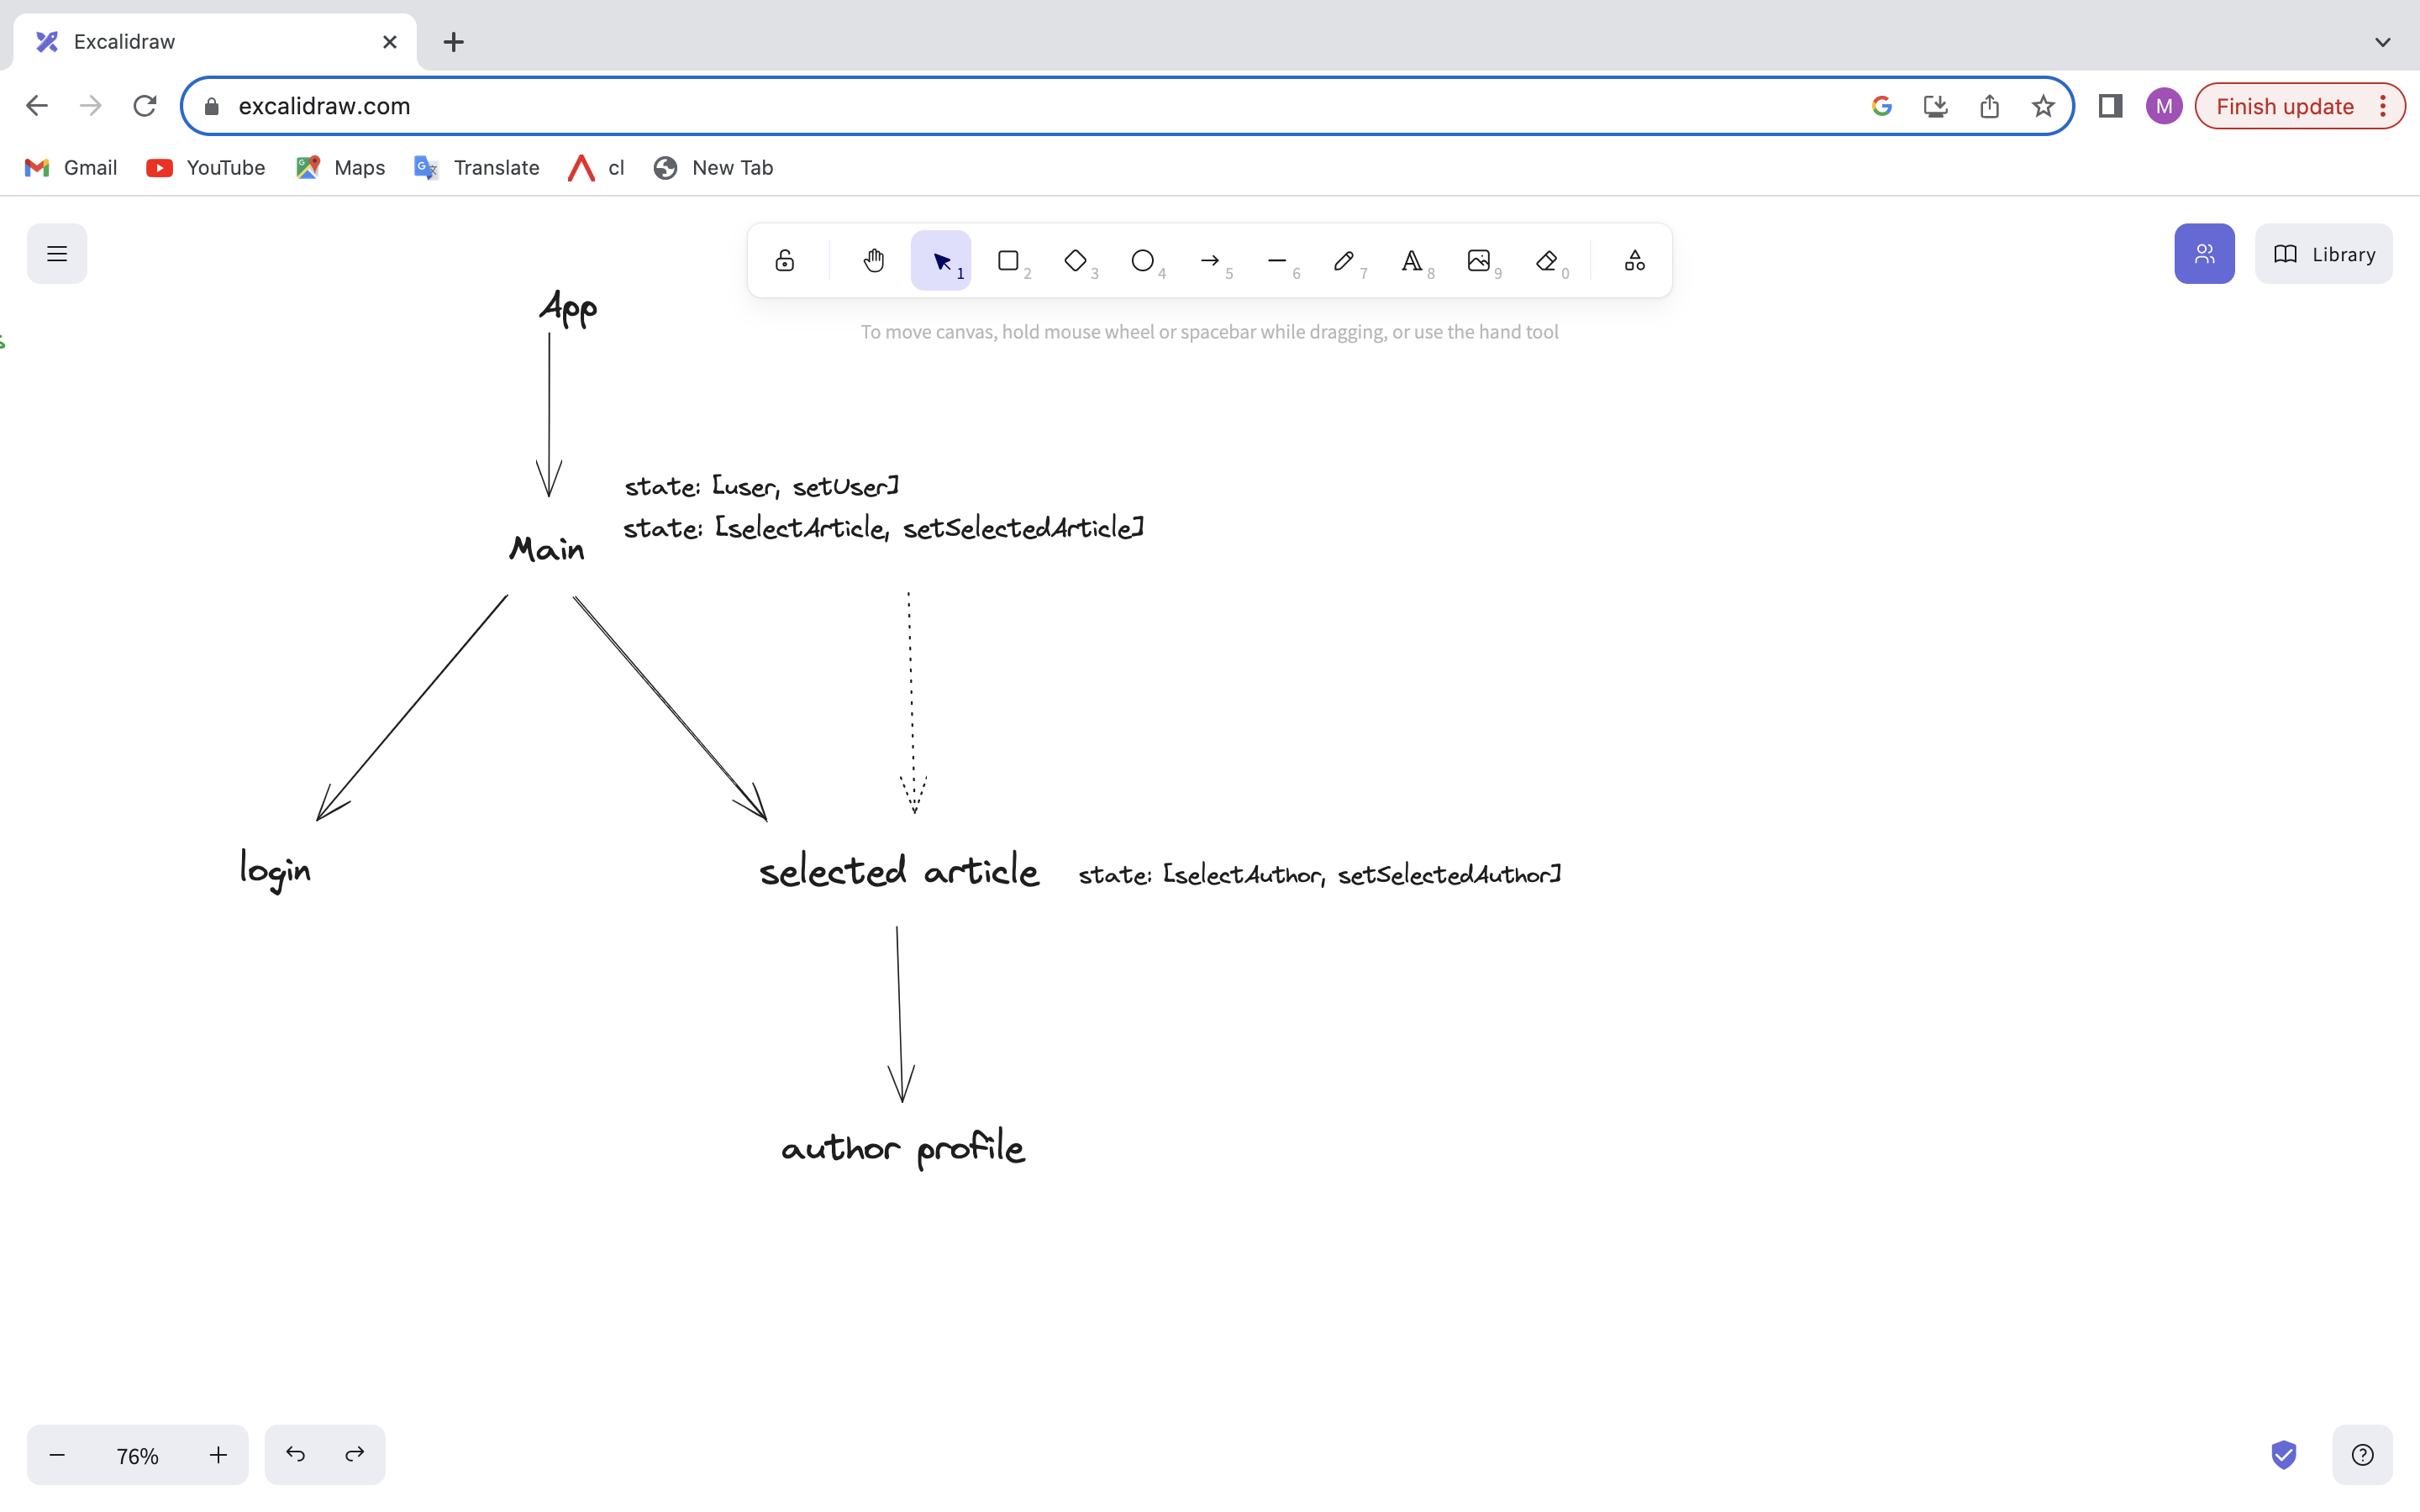 Excalidraw
excalidraw.com
M
Finish update
Gmail
YouTube
Maps
Translate
cl
New Tab
1
2
3
4
5
6
7
8
9
0
Library
To move canvas, hold mouse wheel or spacebar while dragging, or use the hand tool
App
state: [user, setUser]
state: [selectArticle, setSelectedArticle]
Main
login
selected article
state: [selectAuthor, setSelectedAuthor]
author profile
76%